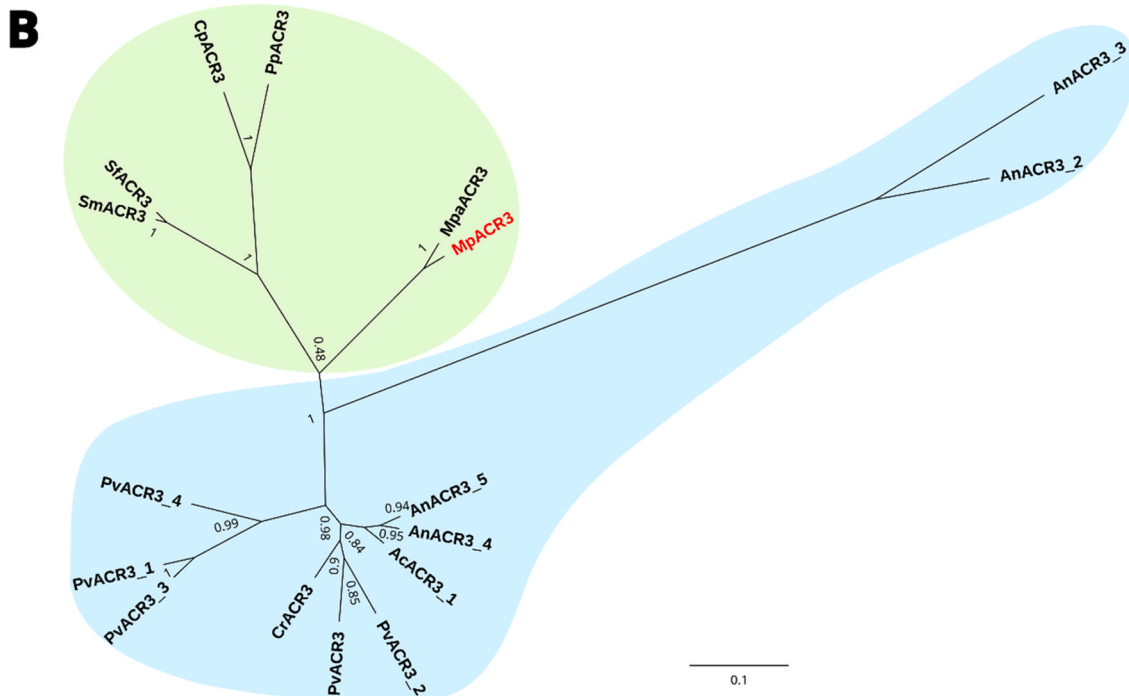 B
CpACR3
PpACR3
1
SfACR3
SmACR3
1
1
MpaACR3
1
MpACR3
0.48
AnACR3_3
AnACR3_2
1
PvACR3_4
0.99
PvACR3_1
1
PvACR3_3
0.98
0.94
AnACR3_5
0.95
AnACR3_4
0.84
AcACR3_1
0.9
CrACR3
0.85
PvACR3
PvACR3_2
0.1